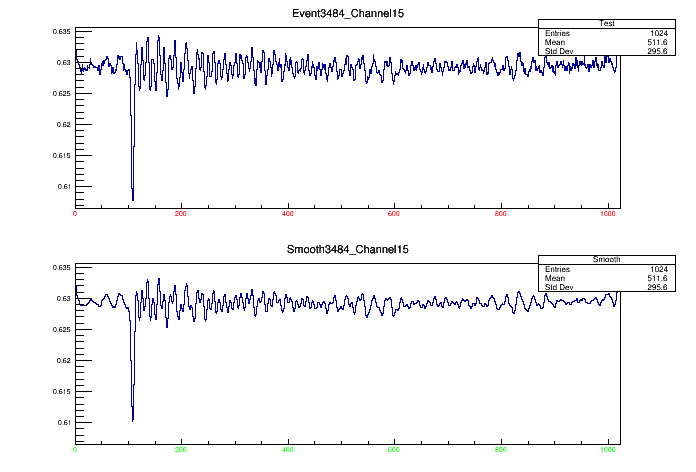 Event3484_Channel15
Test
Entries 1024
Mean 511.6
Std Dev 295.6
0.635
0.63
0.625
0.62
0.615
0.61
0 200 400 600 800 1000
Smooth3484_Channel15
Smooth
Entries 1024
Mean 511.6
Std Dev 295.6
0.635
0.63
0.625
0.62
0.615
0.61
0 200 400 600 800 1000